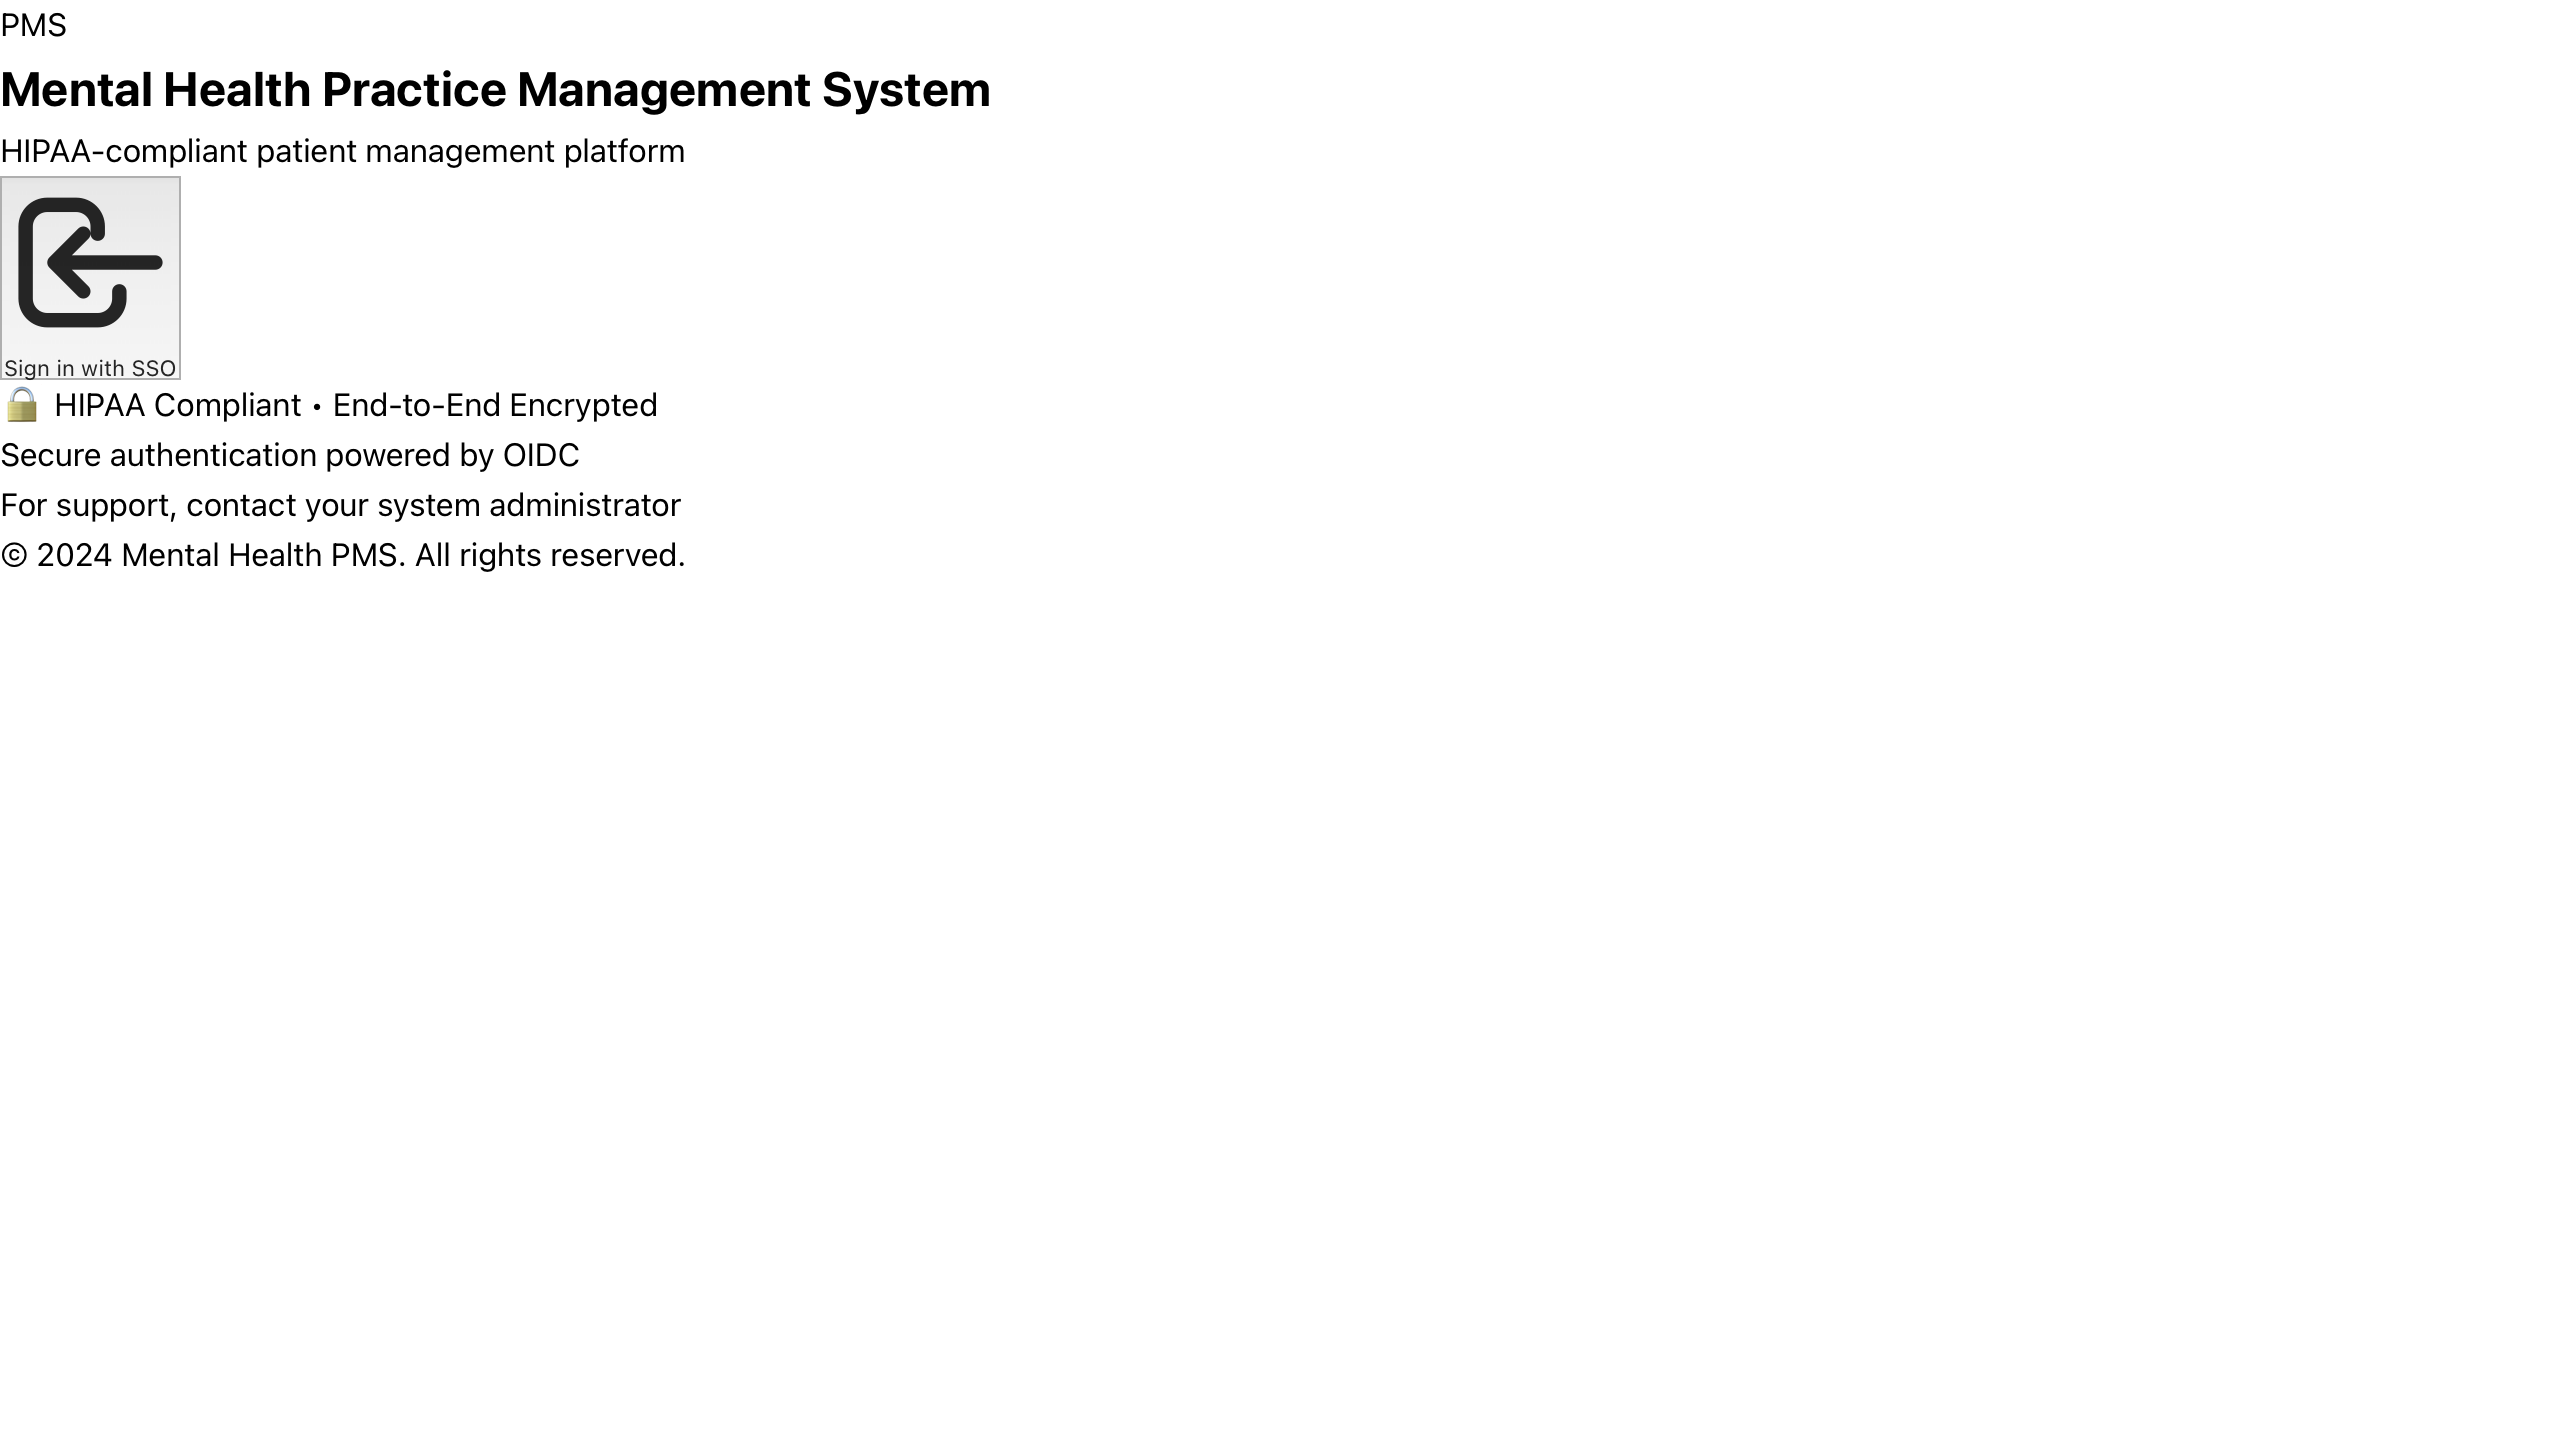 PMS
Mental Health Practice Management System
HIPAA-compliant patient management platform
Sign in with SSO
🔒 HIPAA Compliant • End-to-End Encrypted
Secure authentication powered by OIDC
For support, contact your system administrator
© 2024 Mental Health PMS. All rights reserved.